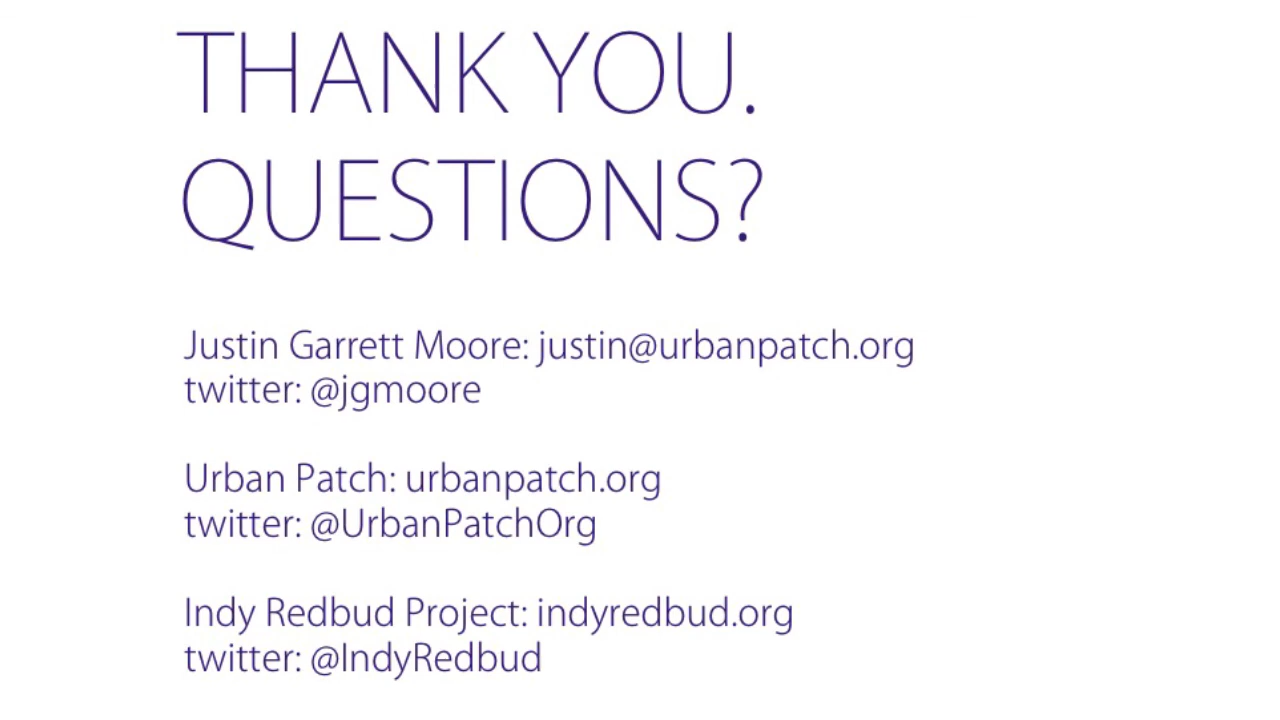 THANK YOU.
QUESTIONS?
Justin Garrett Moore: justin@urbanpatch.org
twitter: @jgmoore
Urban Patch: urbanpatch.org
twitter: @UrbanPatchOrg
Indy Redbud Project: indyredbud.org
twitter: @IndyRedbud